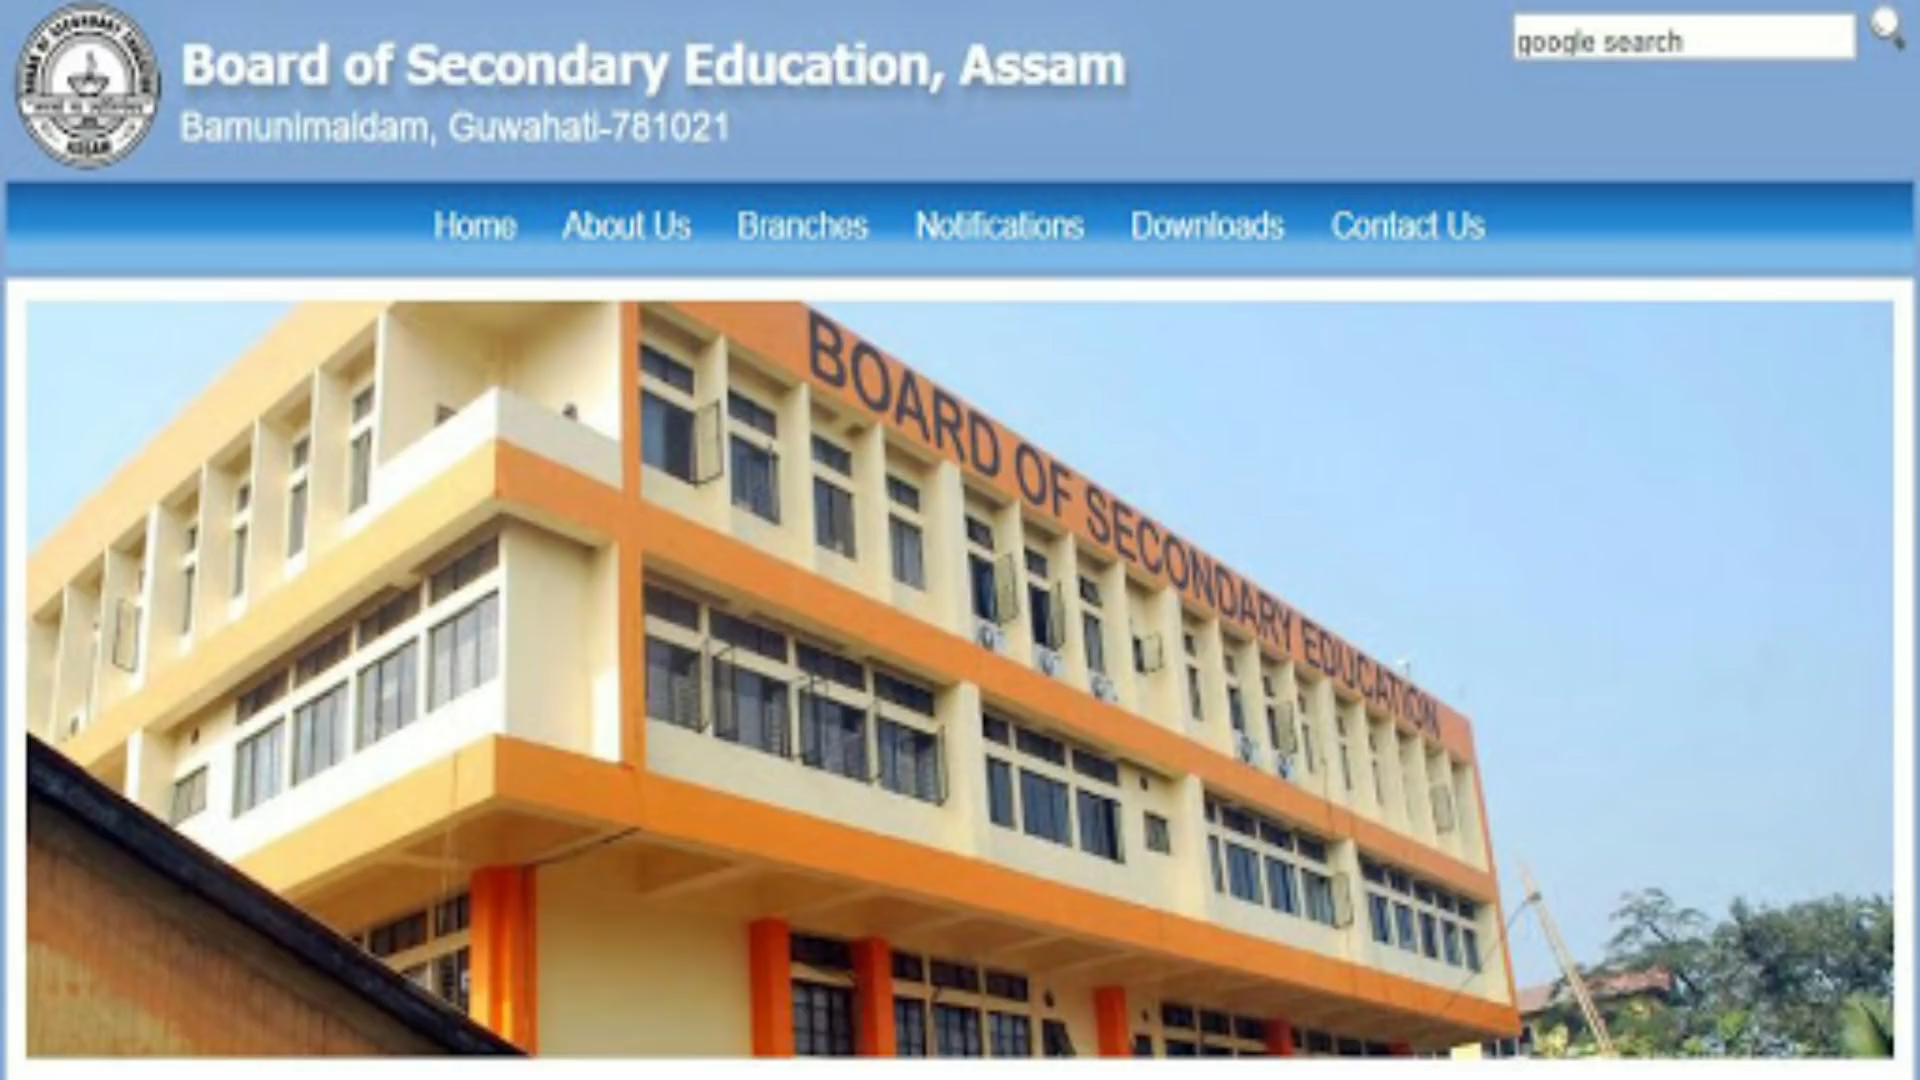 Board of Secondary Education, Assam
Bamunimaidam, Guwahati-781021
google search
Home About Us Branches Notifications Downloads Contact Us
BOARD OF SECONDARY EDUCATION
ASSAM